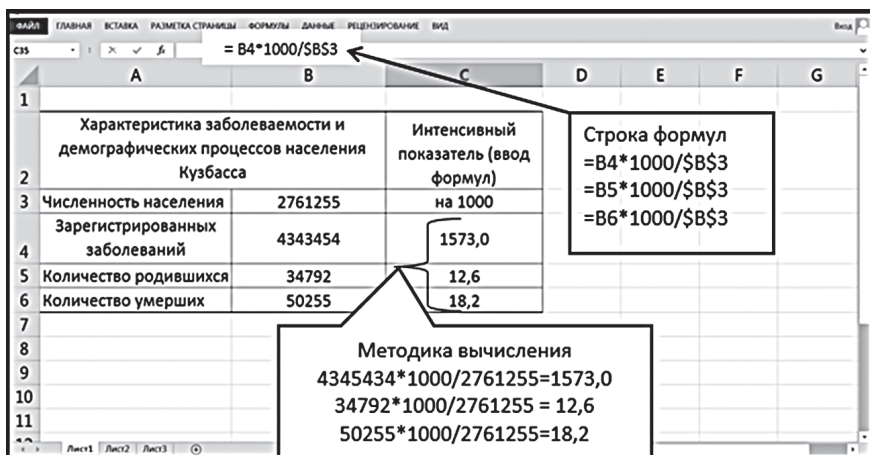 ФАЙЛ ГЛАВНАЯ ВСТАВКА РАЗМЕТКА СТРАНИЦЫ ФОРМУЛЫ ДАННЫЕ РЕЦЕНЗИРОВАНИЕ ВИД Вход
C35 fx = B4*1000/$B$3
A B C D E F G
1
2 Характеристика заболеваемости и
демографических процессов населения
Кузбасса
Интенсивный
показатель (ввод
формул)
3 Численность населения 2761255 на 1000
4 Зарегистрированных
заболеваний
4343454 1573,0
5 Количество родившихся 34792 12,6
6 Количество умерших 50255 18,2
7
8
9
10
11
Строка формул
=B4*1000/$B$3
=B5*1000/$B$3
=B6*1000/$B$3
Методика вычисления
4345434*1000/2761255=1573,0
34792*1000/2761255 = 12,6
50255*1000/2761255=18,2
Лист1 Лист2 Лист3